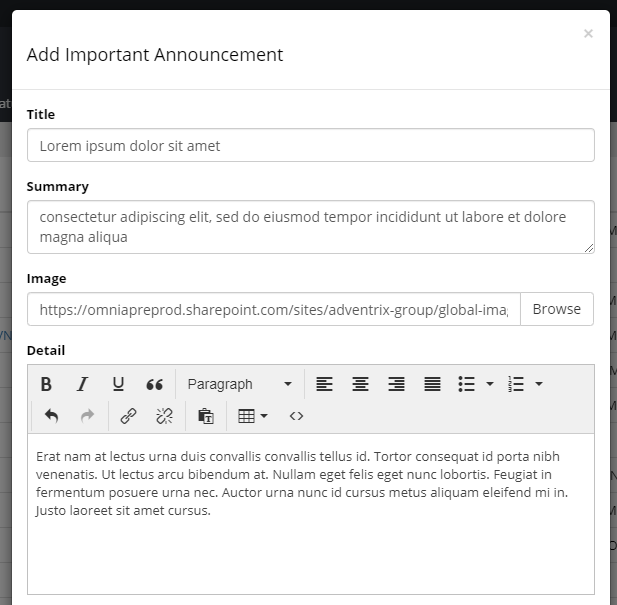 ×
Add Important Announcement
Title
Lorem ipsum dolor sit amet
Summary
consectetur adipiscing elit, sed do eiusmod tempor incididunt ut labore et dolore
magna aliqua
Image
https://omniapreprod.sharepoint.com/sites/adventrix-group/global-ima
Browse
Detail
B I U Paragraph
Erat nam at lectus urna duis convallis convallis tellus id. Tortor consequat id porta nibh
venenatis. Ut lectus arcu bibendum at. Nullam eget felis eget nunc lobortis. Feugiat in
fermentum posuere urna nec. Auctor urna nunc id cursus metus aliquam eleifend mi in.
Justo laoreet sit amet cursus.